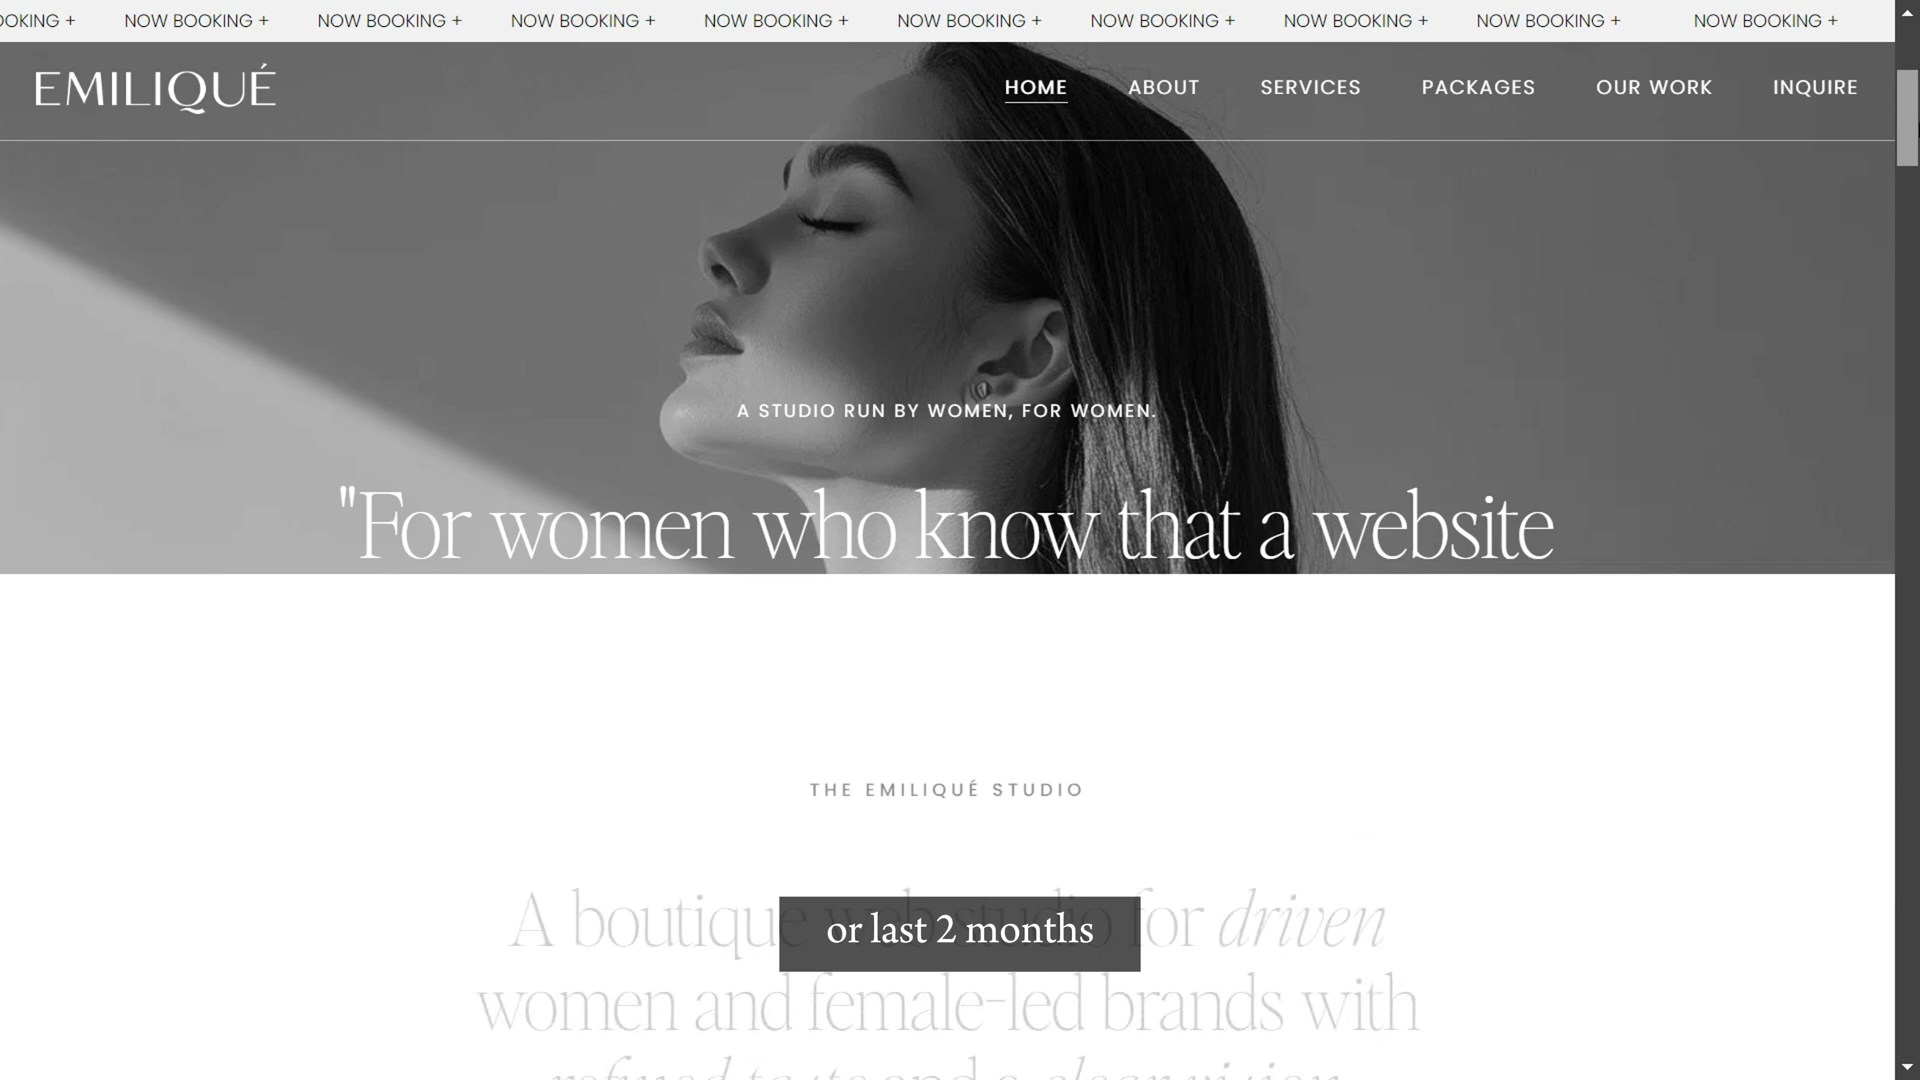 OKING + NOW BOOKING + NOW BOOKING + NOW BOOKING + NOW BOOKING + NOW BOOKING + NOW BOOKING + NOW BOOKING + NOW BOOKING + NOW BOOKING +
EMILIQUÉ
HOME ABOUT SERVICES PACKAGES OUR WORK INQUIRE
A STUDIO RUN BY WOMEN, FOR WOMEN.
"For women who know that a website
THE EMILIQUÉ STUDIO
A boutique web studio for driven
or last 2 months
women and female-led brands with
refined taste and a clear vision